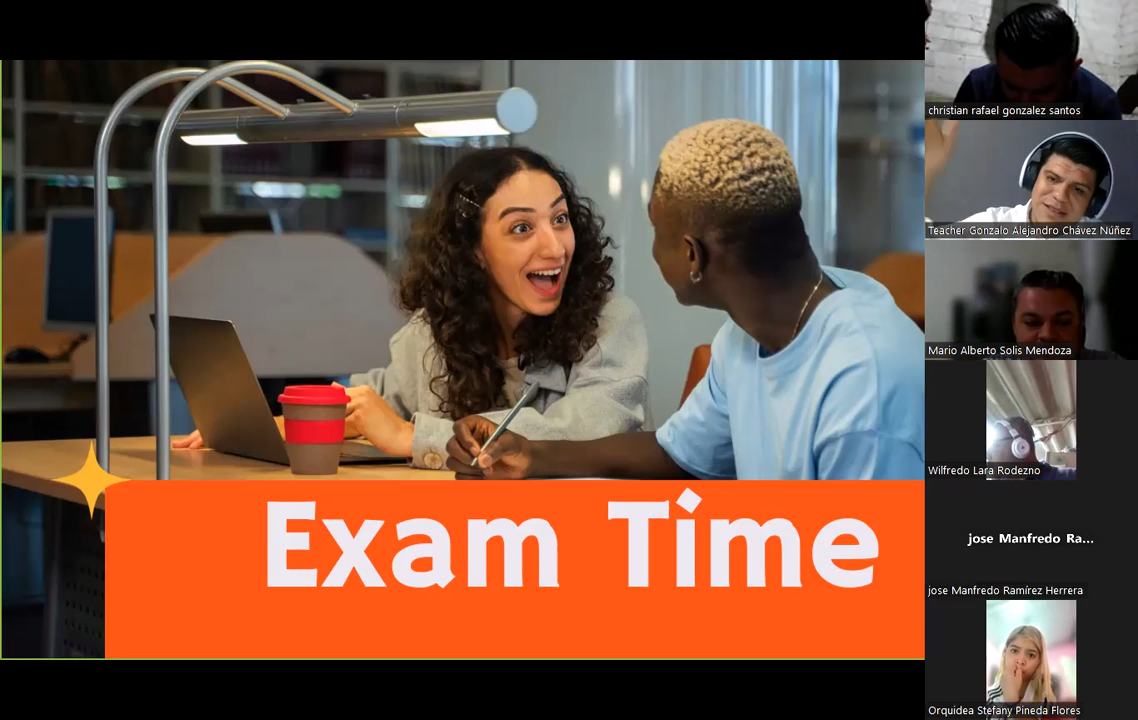 Exam Time
christian rafael gonzalez santos
Teacher Gonzalo Alejandro Chávez Núñez
Mario Alberto Solis Mendoza
Wilfredo Lara Rodezno
jose Manfredo Ra...
jose Manfredo Ramírez Herrera
Orquidea Stefany Pineda Flores